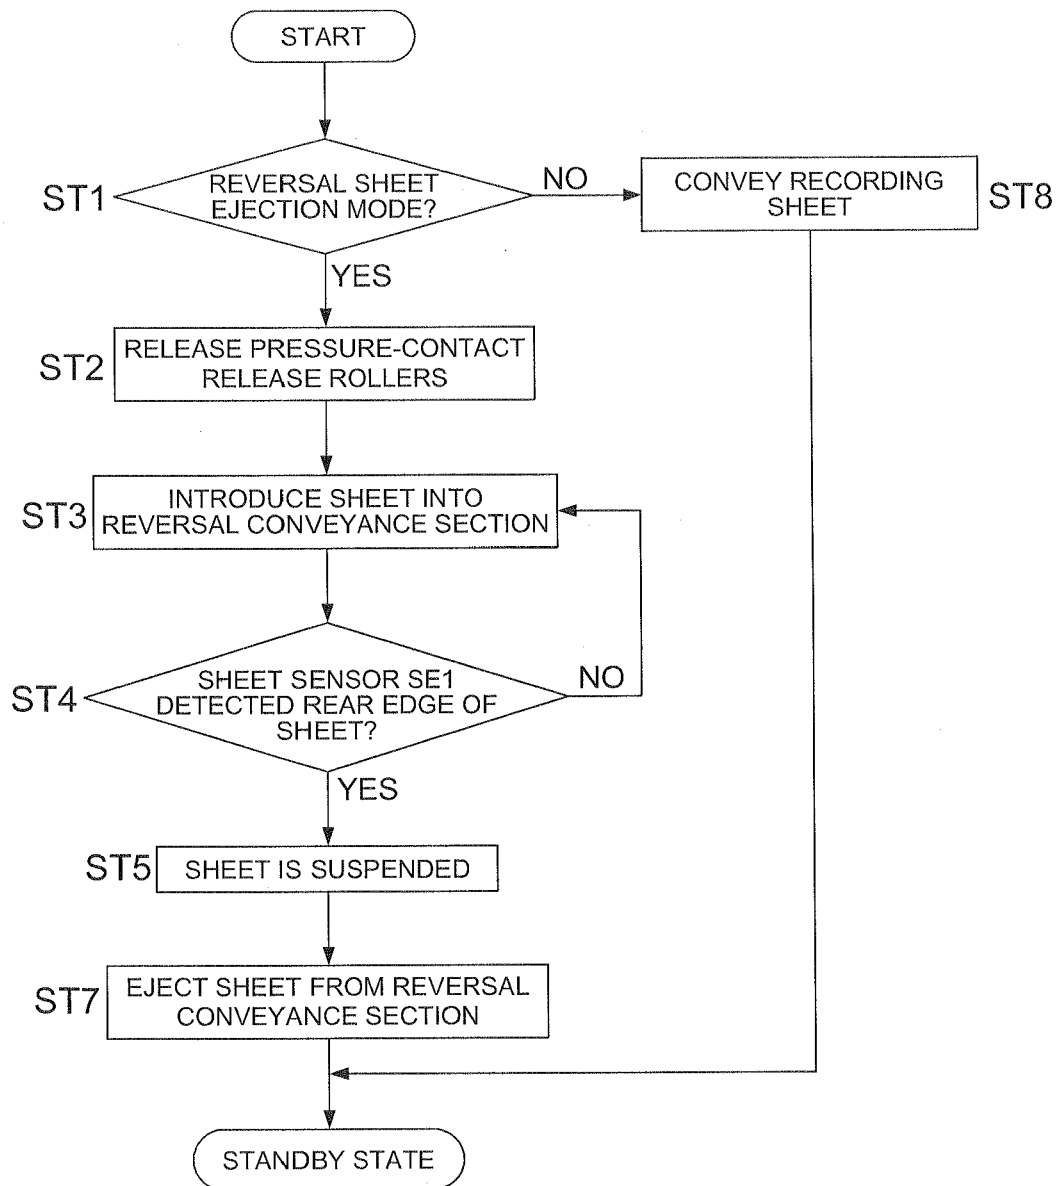 START
ST1
REVERSAL SHEET
EJECTION MODE?
NO
CONVEY RECORDING
SHEET
ST8
YES
ST2
RELEASE PRESSURE-CONTACT
RELEASE ROLLERS
ST3
INTRODUCE SHEET INTO
REVERSAL CONVEYANCE SECTION
ST4
SHEET SENSOR SE1
DETECTED REAR EDGE OF
SHEET?
NO
YES
ST5
SHEET IS SUSPENDED
ST7
EJECT SHEET FROM REVERSAL
CONVEYANCE SECTION
STANDBY STATE